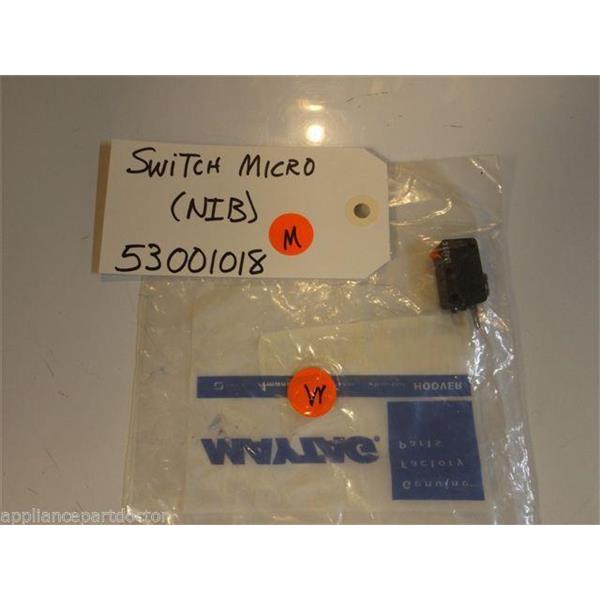 SWITCH MICRO
(NIB)
M
53001018
HOOVER
W
MAYTAG
Parts
Factory
Genuine
appliancepartdoctor